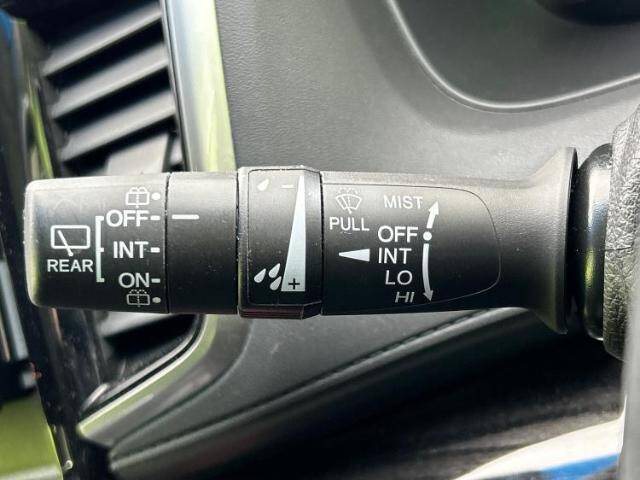 OFF
INT
ON
REAR
-
+
PULL
MIST
OFF
INT
LO
HI